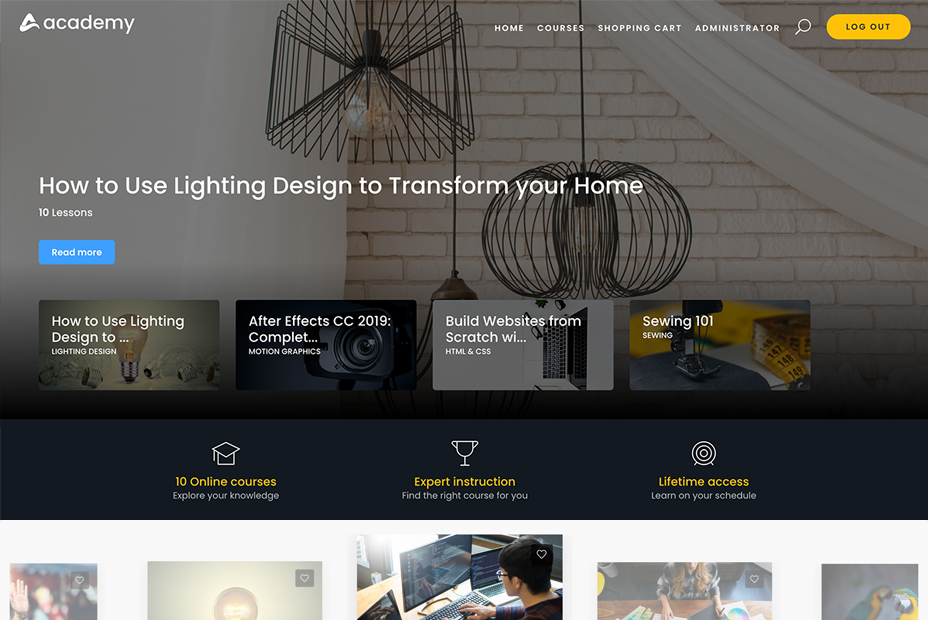 academy
HOME COURSES SHOPPING CART ADMINISTRATOR LOG OUT
How to Use Lighting Design to Transform your Home
10 Lessons
Read more
How to Use Lighting
Design to ...
LIGHTING DESIGN
After Effects CC 2019:
Complet...
MOTION GRAPHICS
Build Websites from
Scratch wi...
HTML & CSS
Sewing 101
SEWING
10 Online courses
Explore your knowledge
Expert instruction
Find the right course for you
Lifetime access
Learn on your schedule